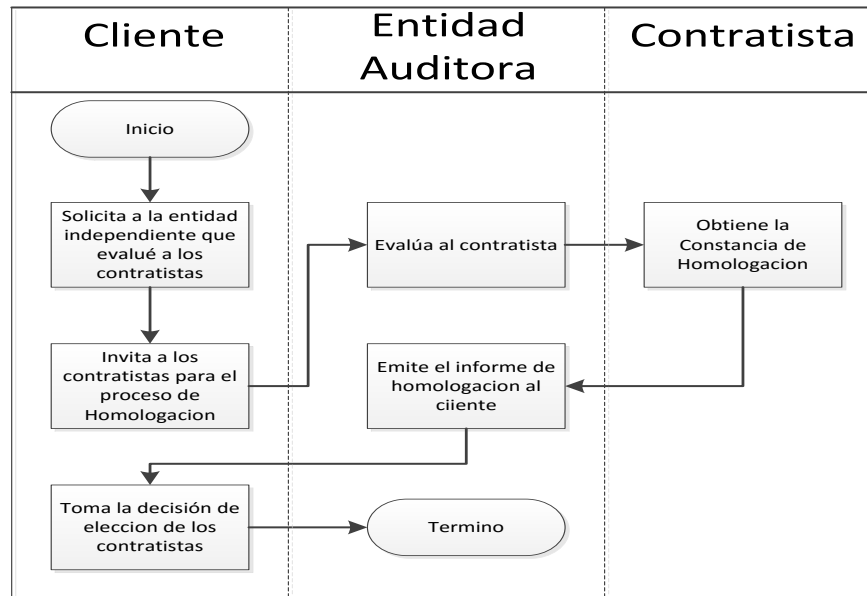 Cliente
Entidad
Auditora
Contratista
Inicio
Solicita a la entidad
independiente que
evalué a los
contratistas
Evalúa al contratista
Obtiene la
Constancia de
Homologacion
Invita a los
contratistas para el
proceso de
Homologacion
Emite el informe de
homologacion al
ciiente
Toma la decisión de
eleccion de los
contratistas
Termino